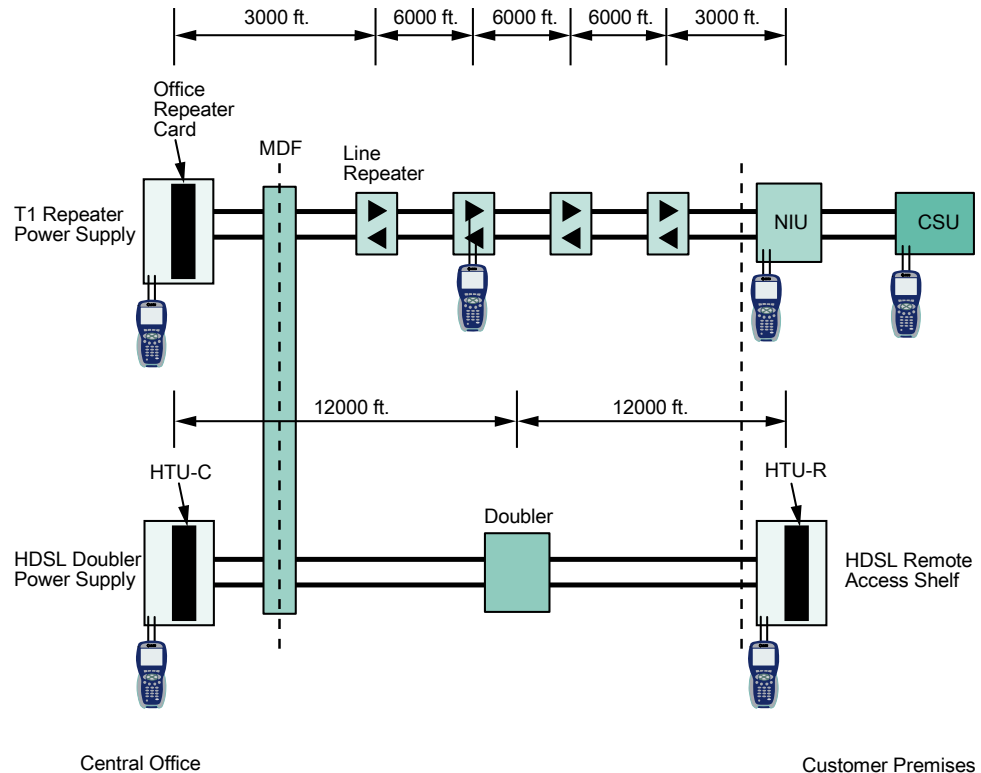 3000 ft.
6000 ft.
6000 ft.
6000 ft.
3000 ft.
Office
Repeater
Card
MDF
Line
Repeater
T1 Repeater
Power Supply
NIU
CSU
12000 ft.
12000 ft.
HTU-C
HTU-R
Doubler
HDSL Doubler
Power Supply
HDSL Remote
Access Shelf
Central Office
Customer Premises